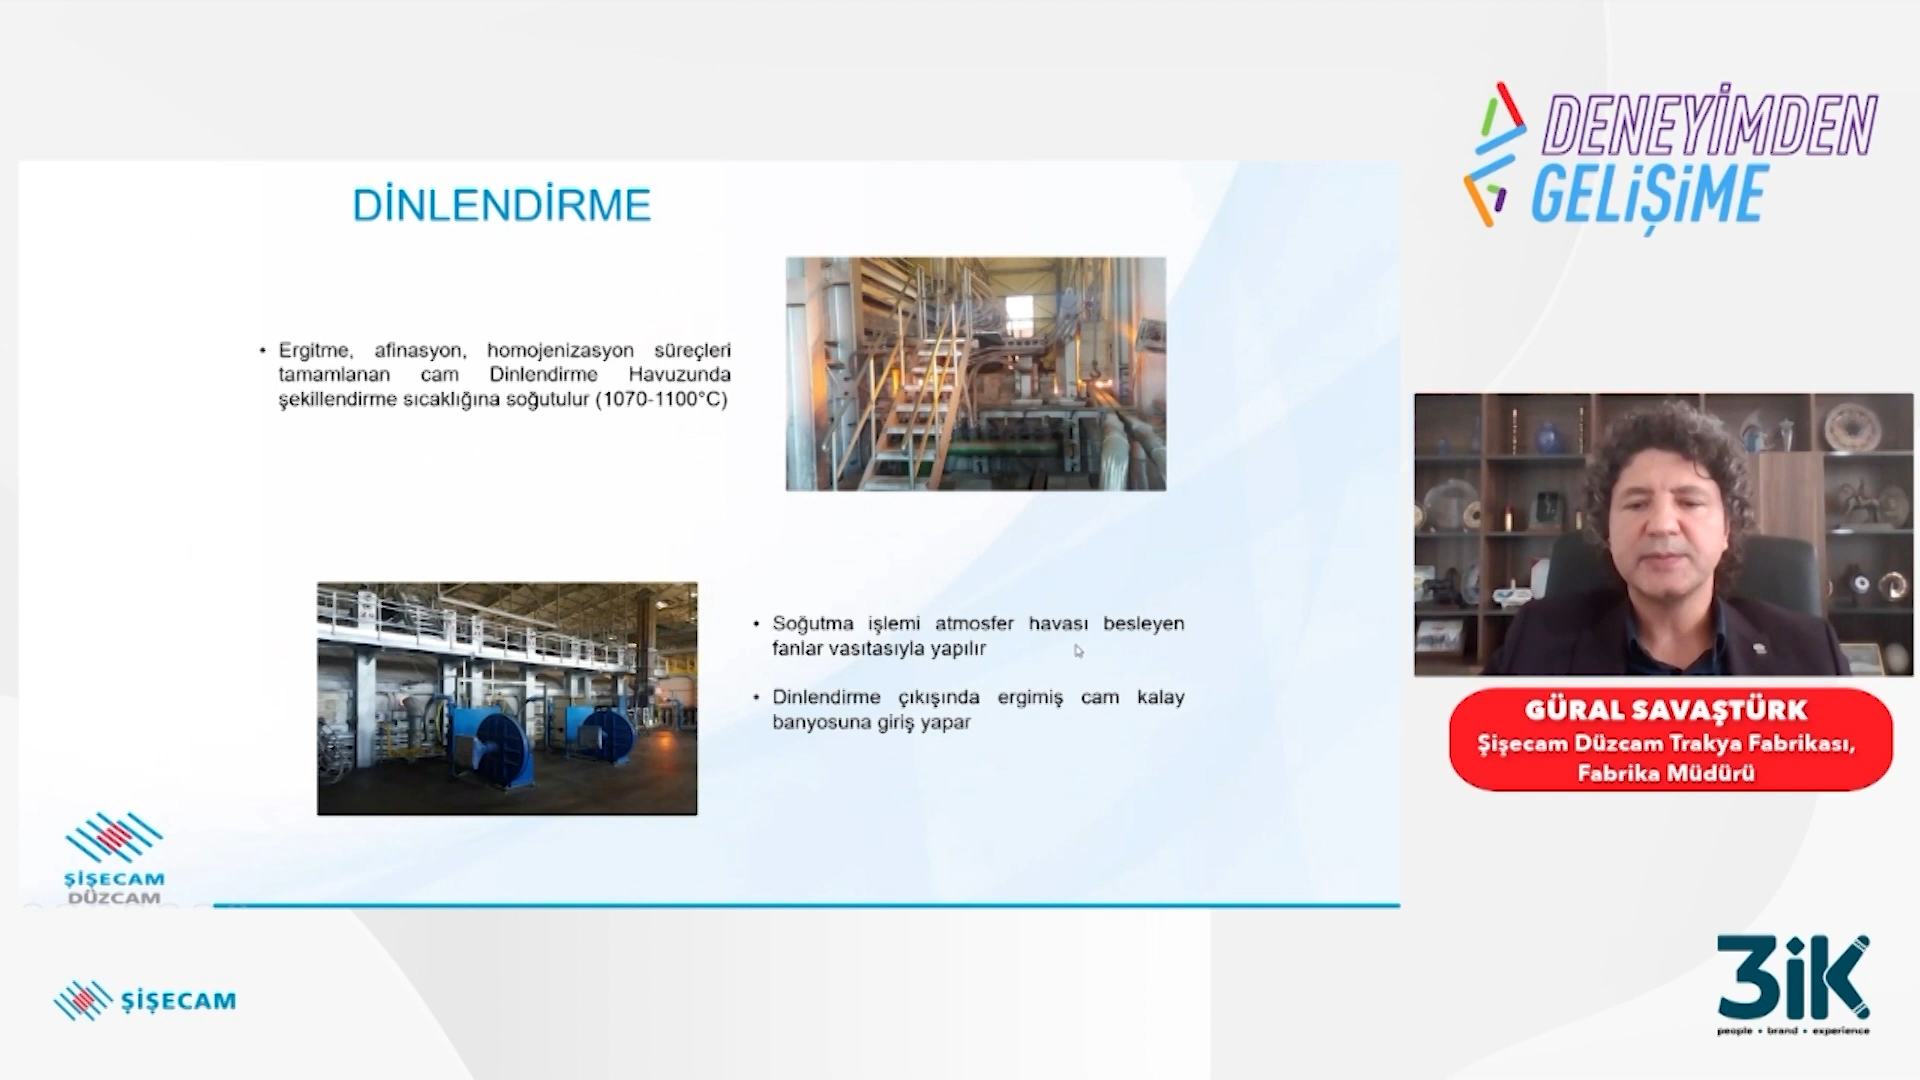 DİNLENDİRME
• Ergitme, afinasyon, homojenizasyon süreçleri
tamamlanan cam Dinlendirme Havuzunda
şekillendirme sıcaklığına soğutulur (1070-1100°C)
• Soğutma işlemi atmosfer havası besleyen
fanlar vasıtasıyla yapılır
• Dinlendirme çıkışında ergimiş cam kalay
banyosuna giriş yapar
ŞİŞECAM
DÜZCAM
DENEYİMDEN
GELİŞİME
GÜRAL SAVAŞTÜRK
Şişecam Düzcam Trakya Fabrikası,
Fabrika Müdürü
ŞİŞECAM
3iK
people • brand • experience